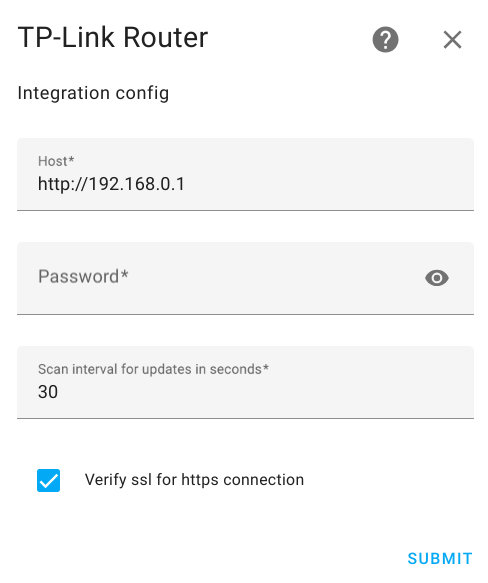 TP-Link Router
Integration config
Host*
http://192.168.0.1
Password*
Scan interval for updates in seconds*
30
Verify ssl for https connection
SUBMIT